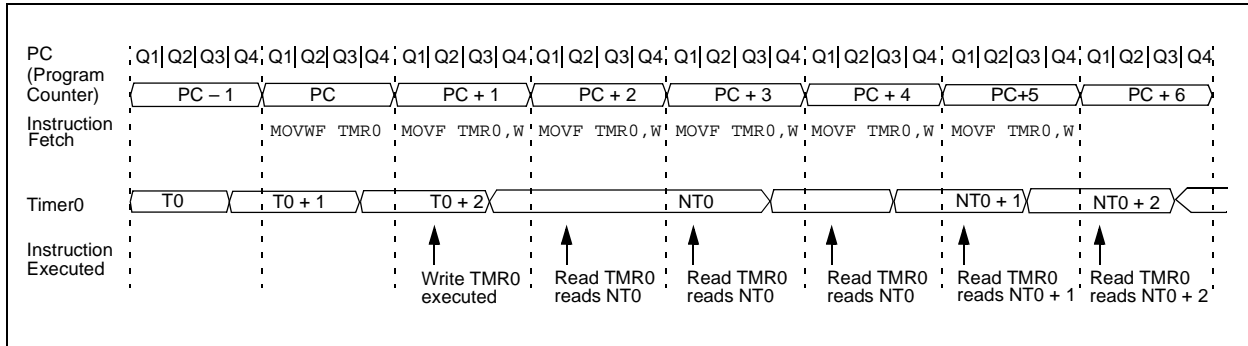 PC (Program Counter)
Q1 Q2 Q3 Q4 Q1 Q2 Q3 Q4 Q1 Q2 Q3 Q4 Q1 Q2 Q3 Q4 Q1 Q2 Q3 Q4 Q1 Q2 Q3 Q4 Q1 Q2 Q3 Q4 Q1 Q2 Q3 Q4
PC – 1 PC PC + 1 PC + 2 PC + 3 PC + 4 PC+5 PC + 6
Instruction Fetch
MOVWF TMR0 MOVF TMR0,W MOVF TMR0,W MOVF TMR0,W MOVF TMR0,W MOVF TMR0,W
Timer0
T0 T0 + 1 T0 + 2 NT0 NT0 + 1 NT0 + 2
Instruction Executed
Write TMR0 executed
Read TMR0 reads NT0
Read TMR0 reads NT0
Read TMR0 reads NT0
Read TMR0 reads NT0 + 1
Read TMR0 reads NT0 + 2